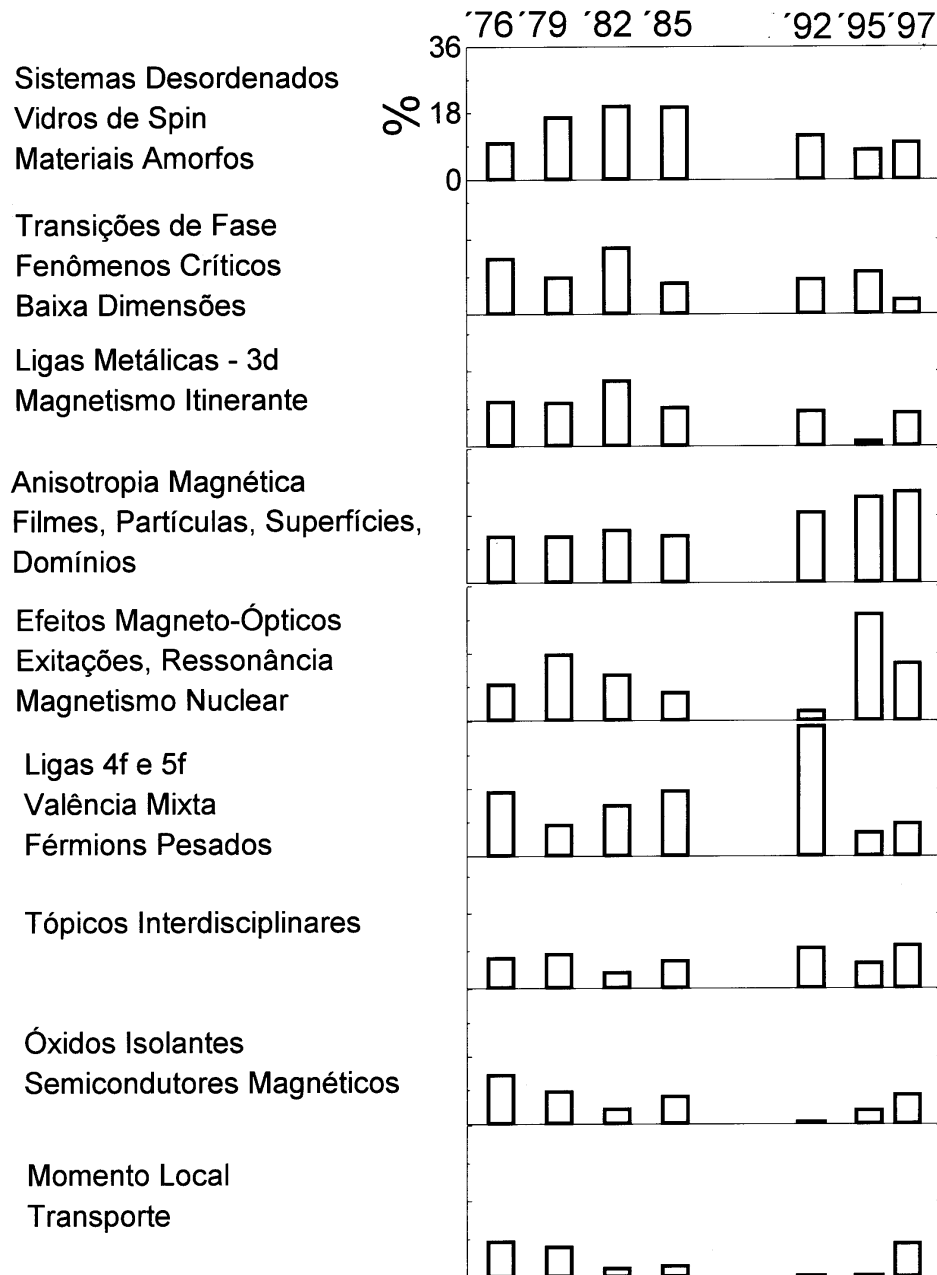 ´76 ´79 ´82 ´85 ´92 ´95 ´97
36
%
18
0
Sistemas Desordenados
Vidros de Spin
Materiais Amorfos
Transições de Fase
Fenômenos Críticos
Baixa Dimensões
Ligas Metálicas - 3d
Magnetismo Itinerante
Anisotropia Magnética
Filmes, Partículas, Superfícies,
Domínios
Efeitos Magneto-Ópticos
Exitações, Ressonância
Magnetismo Nuclear
Ligas 4f e 5f
Valência Mixta
Férmions Pesados
Tópicos Interdisciplinares
Óxidos Isolantes
Semicondutores Magnéticos
Momento Local
Transporte